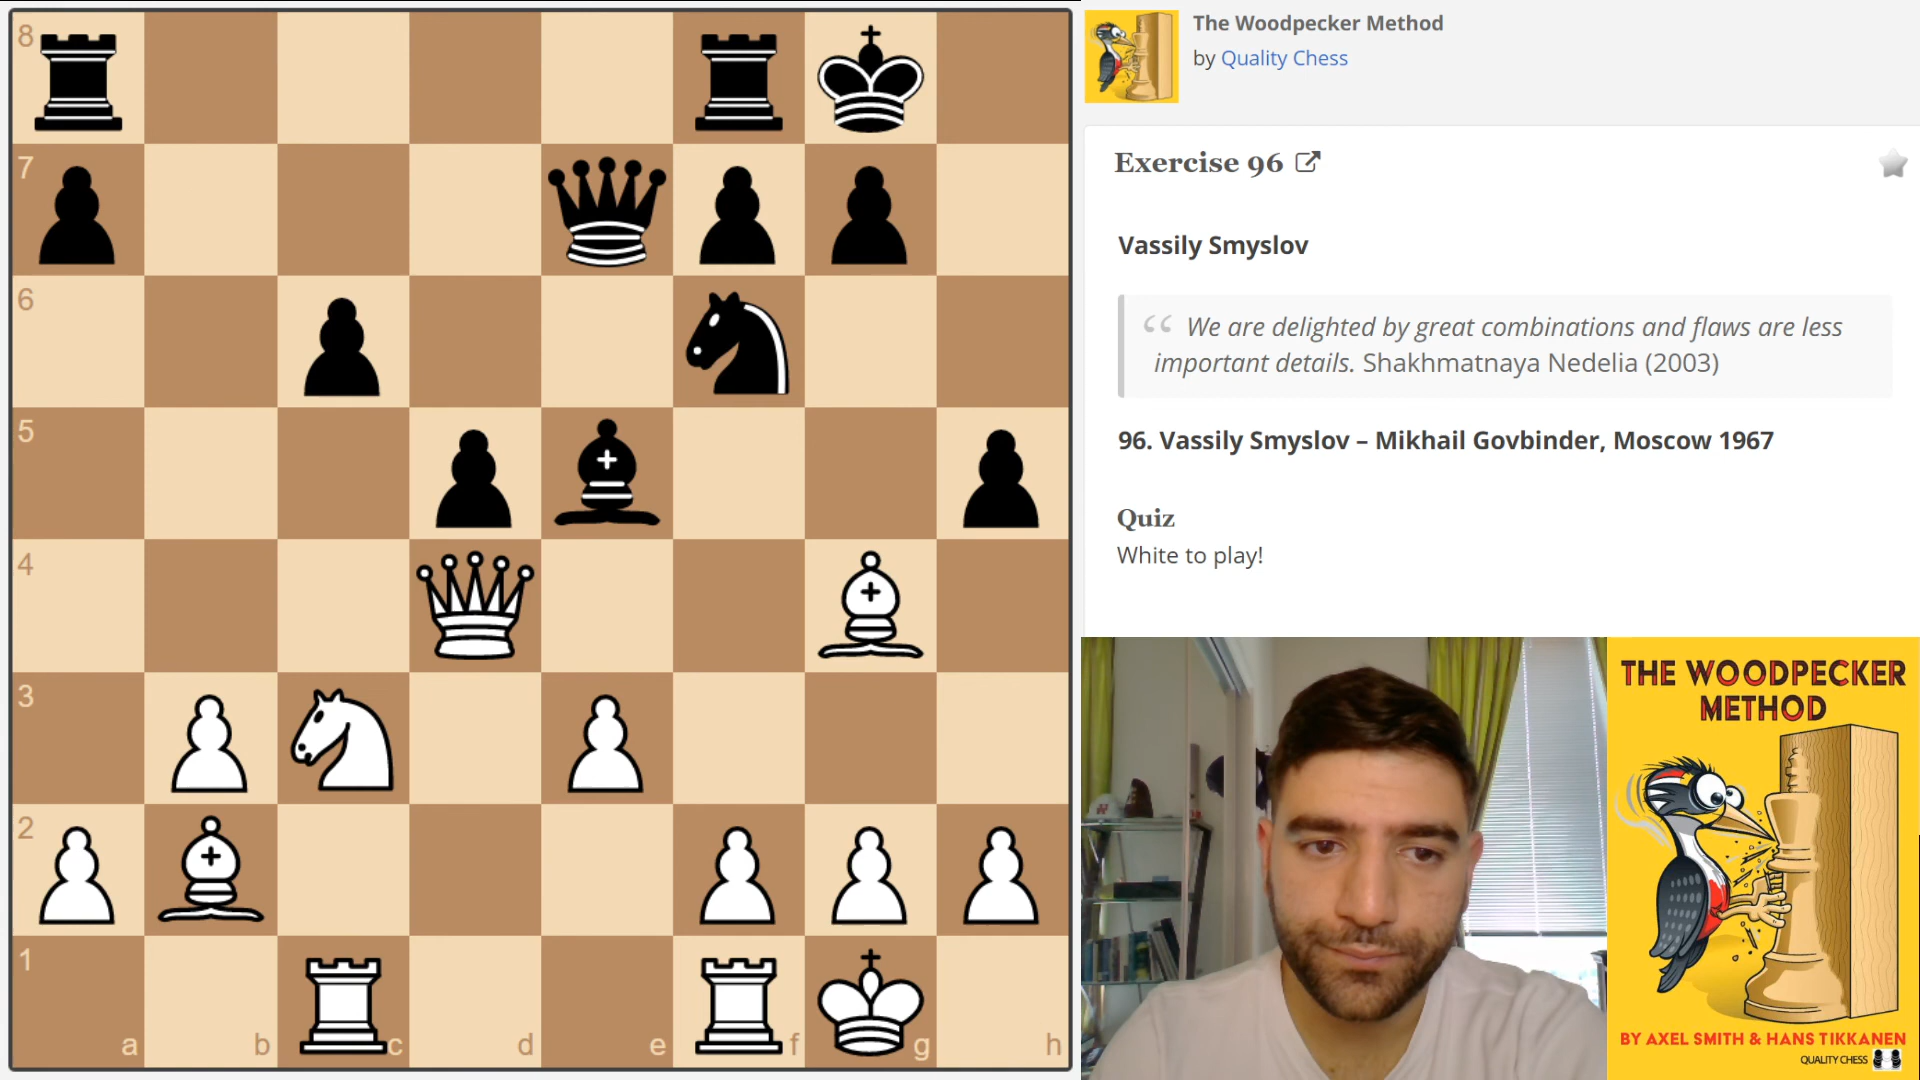 The Woodpecker Method
by Quality Chess
Exercise 96
Vassily Smyslov
“ We are delighted by great combinations and flaws are less
important details. Shakhmatnaya Nedelia (2003)
96. Vassily Smyslov – Mikhail Govbinder, Moscow 1967
Quiz
White to play!
8
7
6
5
4
3
2
1
a b c d e f g h
THE WOODPECKER
METHOD
BY AXEL SMITH & HANS TIKKANEN
QUALITY CHESS